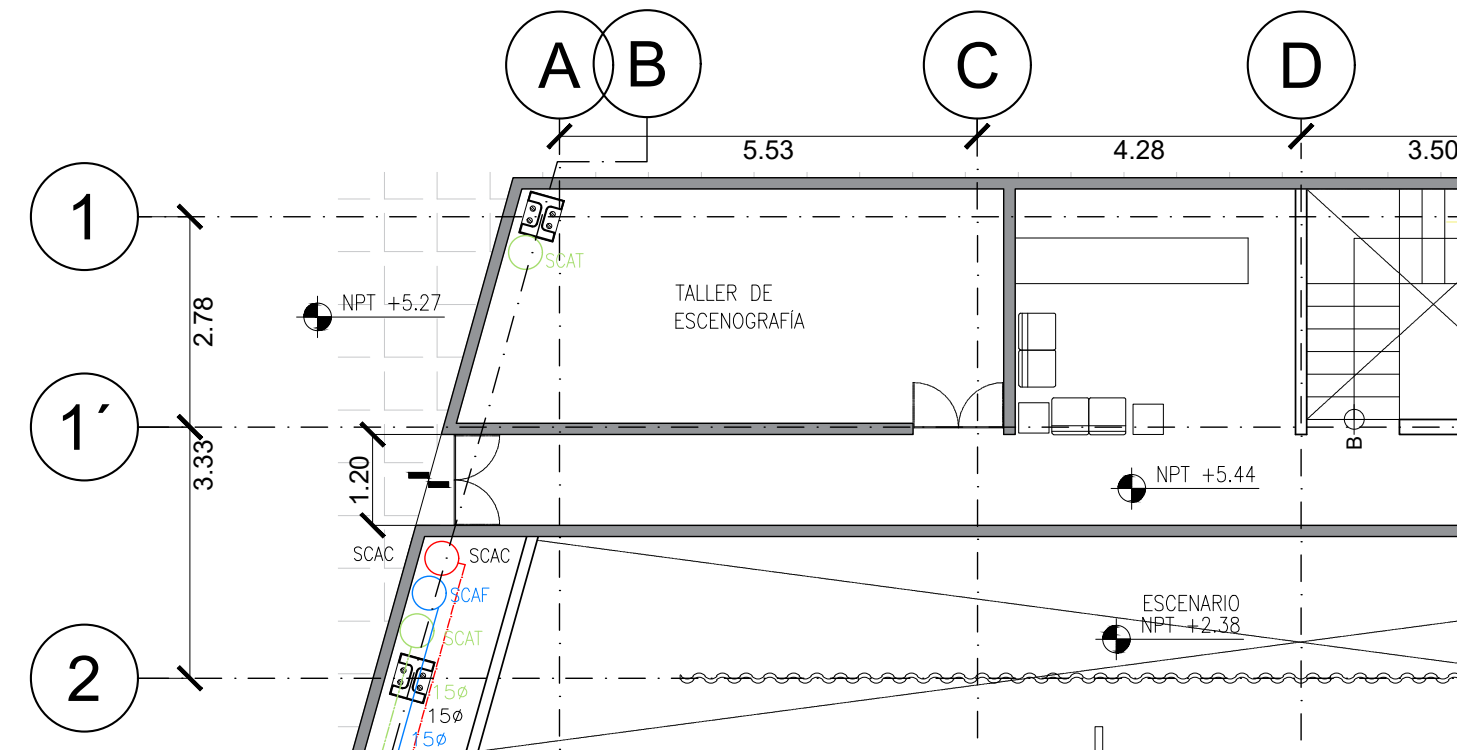 A B C D
5.53 4.28 3.50
1
SCAT
TALLER DE
ESCENOGRAFÍA
NPT +5.27
2.78
1´
3.33
1.20
B
NPT +5.44
SCAC SCAC
SCAF
SCAT
ESCENARIO
NPT +2.38
2
15ø
15ø
15ø